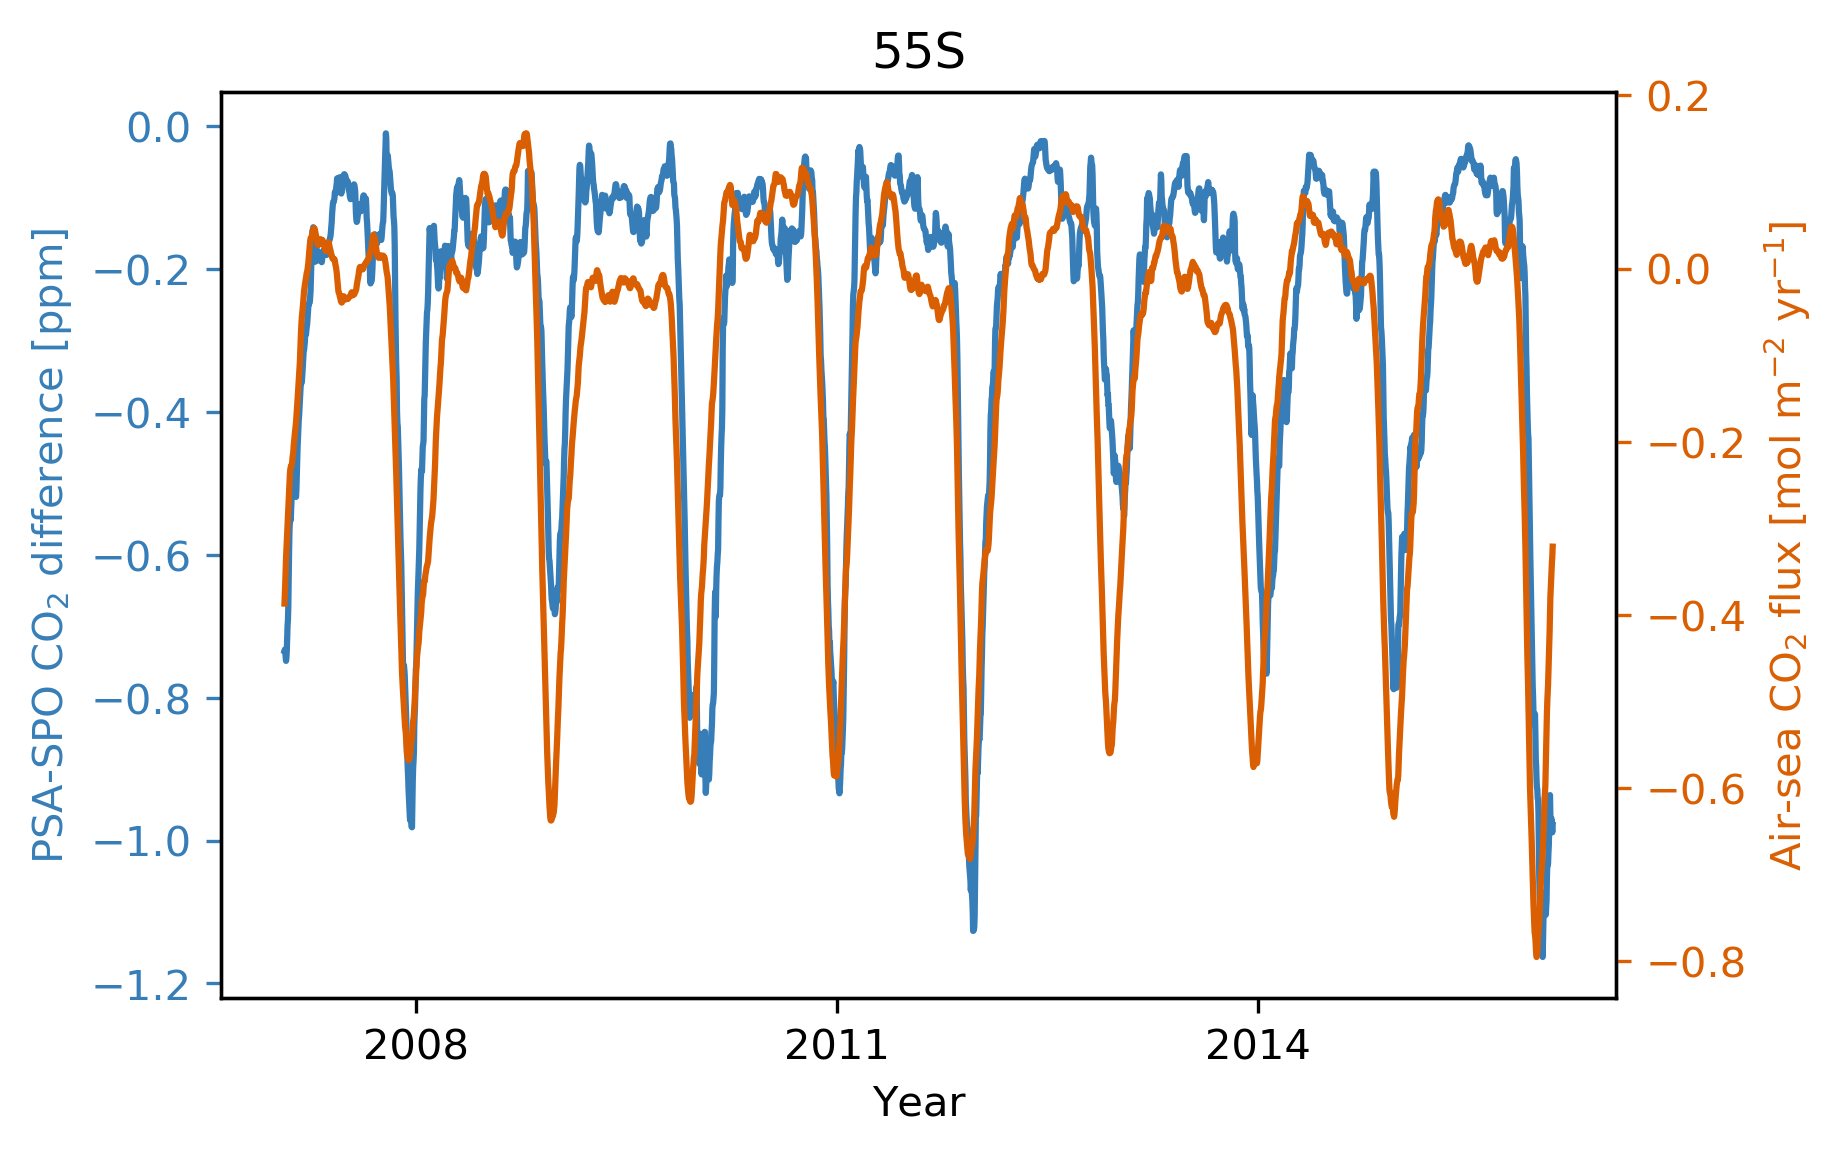 55S
0.0
−0.2
−0.4
−0.6
−0.8
−1.0
−1.2
PSA-SPO CO₂ difference [ppm]
0.2
0.0
−0.2
−0.4
−0.6
−0.8
Air-sea CO₂ flux [mol m⁻² yr⁻¹]
2008 2011 2014
Year